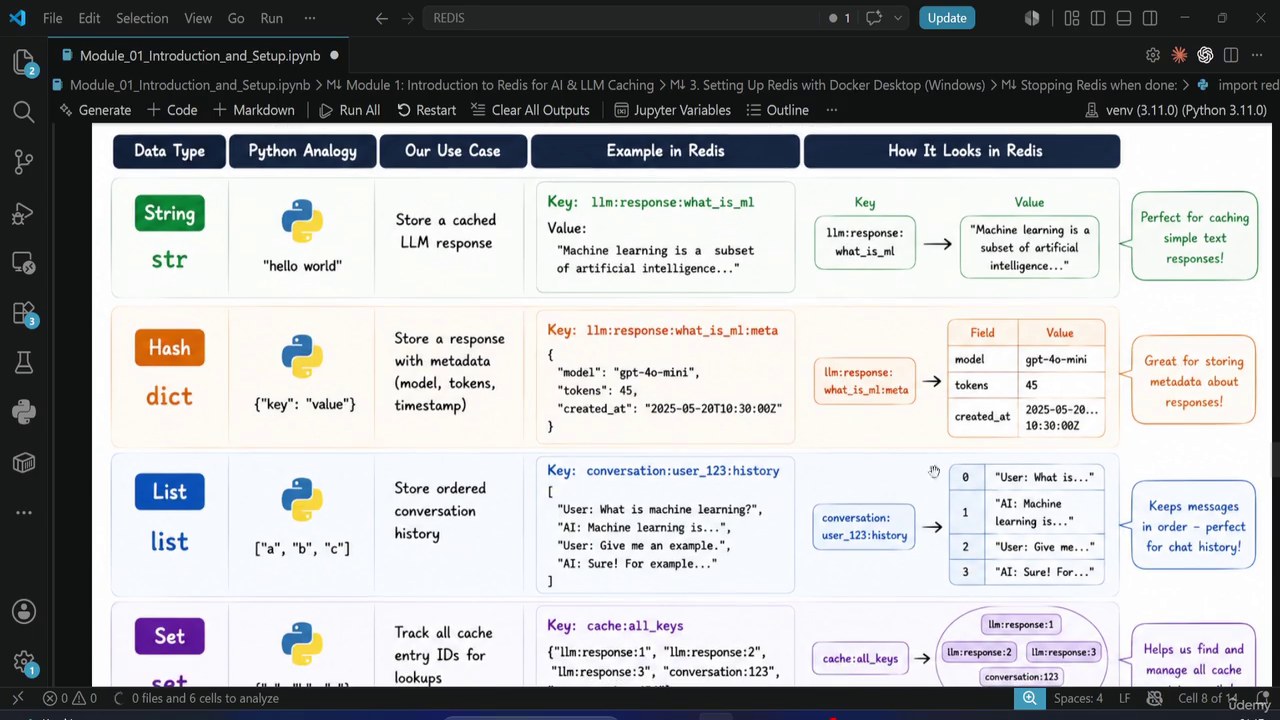 File Edit Selection View Go Run ··· REDIS 1 Update
Module_01_Introduction_and_Setup.ipynb
Module_01_Introduction_and_Setup.ipynb > M↓ Module 1: Introduction to Redis for AI & LLM Caching > M↓ 3. Setting Up Redis with Docker Desktop (Windows) > M↓ Stopping Redis when done: > import red
Generate + Code + Markdown Run All Restart Clear All Outputs Jupyter Variables Outline ··· venv (3.11.0) (Python 3.11.0)
Data Type Python Analogy Our Use Case Example in Redis How It Looks in Redis
String
str
"hello world"
Store a cached
LLM response
Key: llm:response:what_is_ml
Value:
"Machine learning is a subset
of artificial intelligence..."
Key
llm:response:
what_is_ml
Value
"Machine learning is a
subset of artificial
intelligence..."
Perfect for caching
simple text
responses!
Hash
dict
{"key": "value"}
Store a response
with metadata
(model, tokens,
timestamp)
Key: llm:response:what_is_ml:meta
{
"model": "gpt-4o-mini",
"tokens": 45,
"created_at": "2025-05-20T10:30:00Z"
}
llm:response:
what_is_ml:meta
Field Value
model gpt-4o-mini
tokens 45
created_at 2025-05-20...
10:30:00Z
Great for storing
metadata about
responses!
List
list
["a", "b", "c"]
Store ordered
conversation
history
Key: conversation:user_123:history
[
"User: What is machine learning?",
"AI: Machine learning is...",
"User: Give me an example.",
"AI: Sure! For example..."
]
conversation:
user_123:history
0 "User: What is..."
1 "AI: Machine
learning is..."
2 "User: Give me..."
3 "AI: Sure! For..."
Keeps messages
in order - perfect
for chat history!
Set
set
Track all cache
entry IDs for
lookups
Key: cache:all_keys
{"llm:response:1", "llm:response:2",
"llm:response:3", "conversation:123",
cache:all_keys
llm:response:1
llm:response:2 llm:response:3
conversation:123
Helps us find and
manage all cache
2
3
1
0 0 0 files and 6 cells to analyze Spaces: 4 LF Cell 8 of 14
udemy